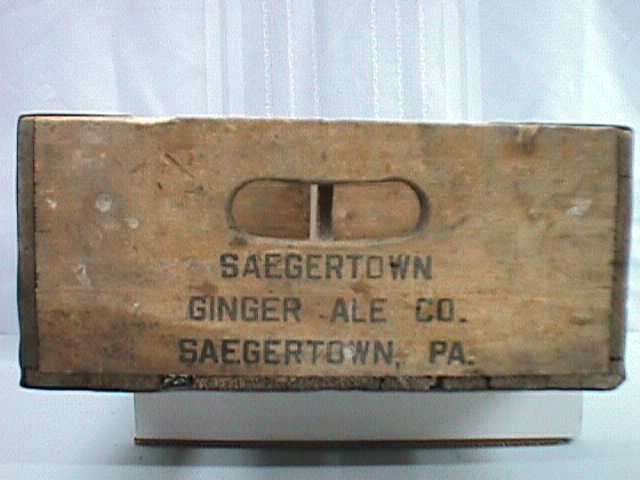 SAEGERTOWN
GINGER ALE CO.
SAEGERTOWN, PA.